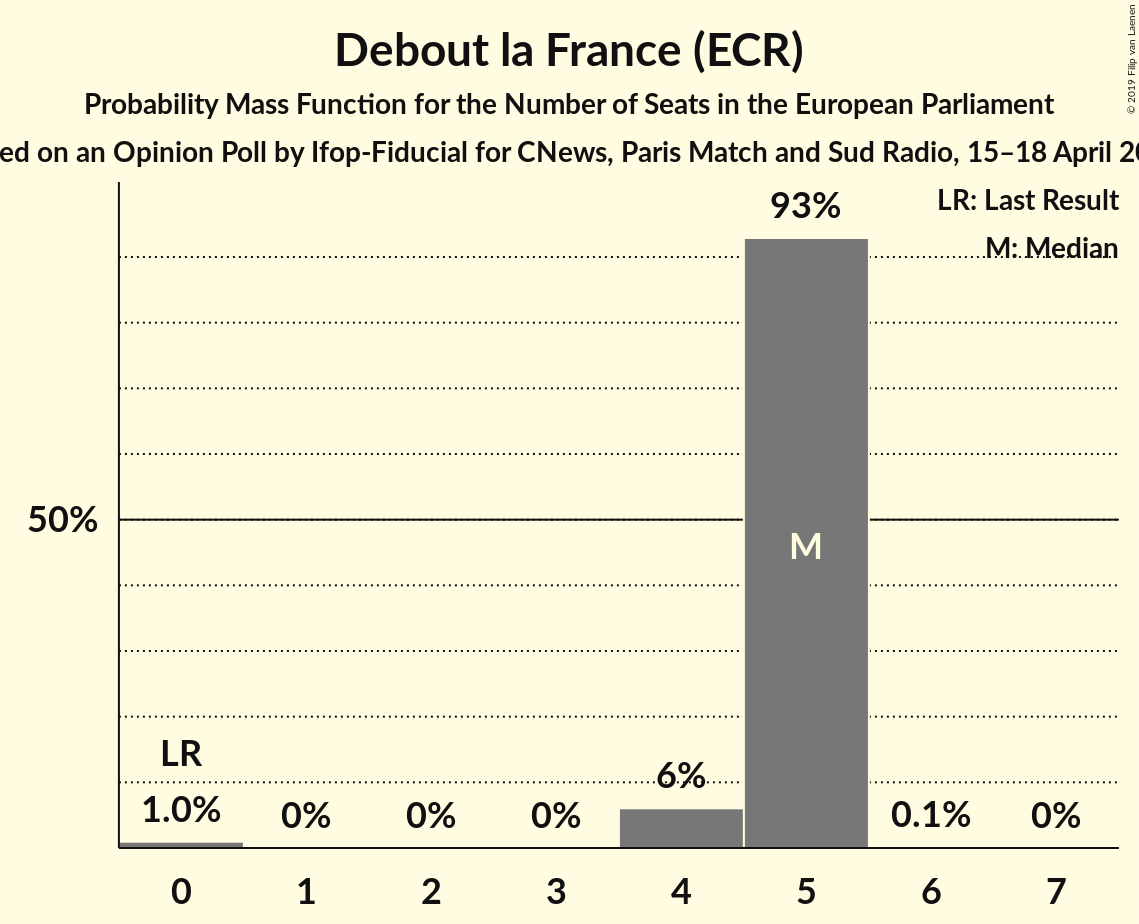 Debout la France (ECR)
Probability Mass Function for the Number of Seats in the European Parliament
ed on an Opinion Poll by Ifop-Fiducial for CNews, Paris Match and Sud Radio, 15–18 April 20
© 2019 Filip van Laenen
LR: Last Result
M: Median
93%
50%
M
LR
1.0%
0%
0%
0%
6%
0.1%
0%
0
1
2
3
4
5
6
7